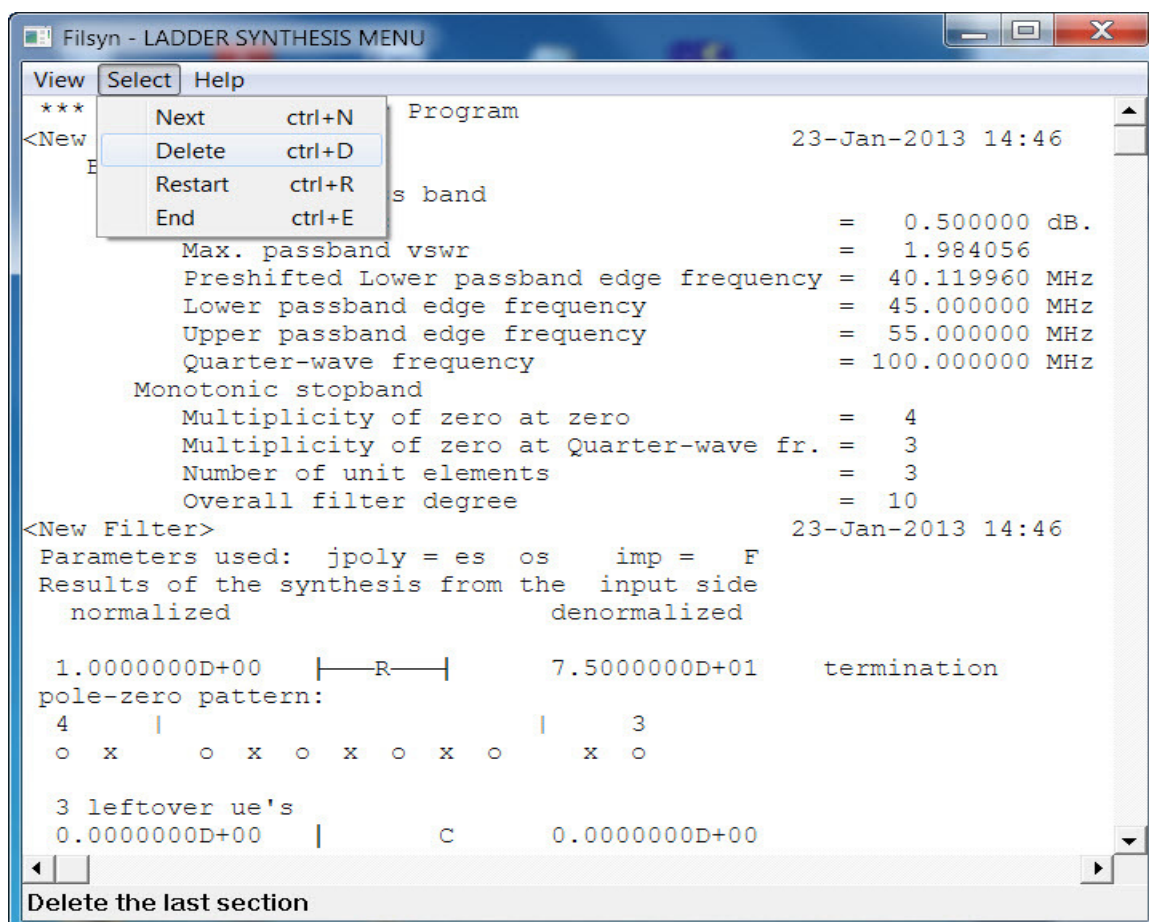 Filsyn - LADDER SYNTHESIS MENU
View Select Help
*** Program
Next ctrl+N
Delete ctrl+D
Restart ctrl+R
End ctrl+E
<New 23-Jan-2013 14:46
s band
= 0.500000 dB.
Max. passband vswr = 1.984056
Preshifted Lower passband edge frequency = 40.119960 MHz
Lower passband edge frequency = 45.000000 MHz
Upper passband edge frequency = 55.000000 MHz
Quarter-wave frequency = 100.000000 MHz
Monotonic stopband
Multiplicity of zero at zero = 4
Multiplicity of zero at Quarter-wave fr. = 3
Number of unit elements = 3
Overall filter degree = 10
<New Filter> 23-Jan-2013 14:46
Parameters used: jpoly = es os imp = F
Results of the synthesis from the input side
normalized denormalized
1.0000000D+00 ├──R──┤ 7.5000000D+01 termination
pole-zero pattern:
4 | | 3
o x o x o x o x o x o
3 leftover ue's
0.0000000D+00 | C 0.0000000D+00
Delete the last section